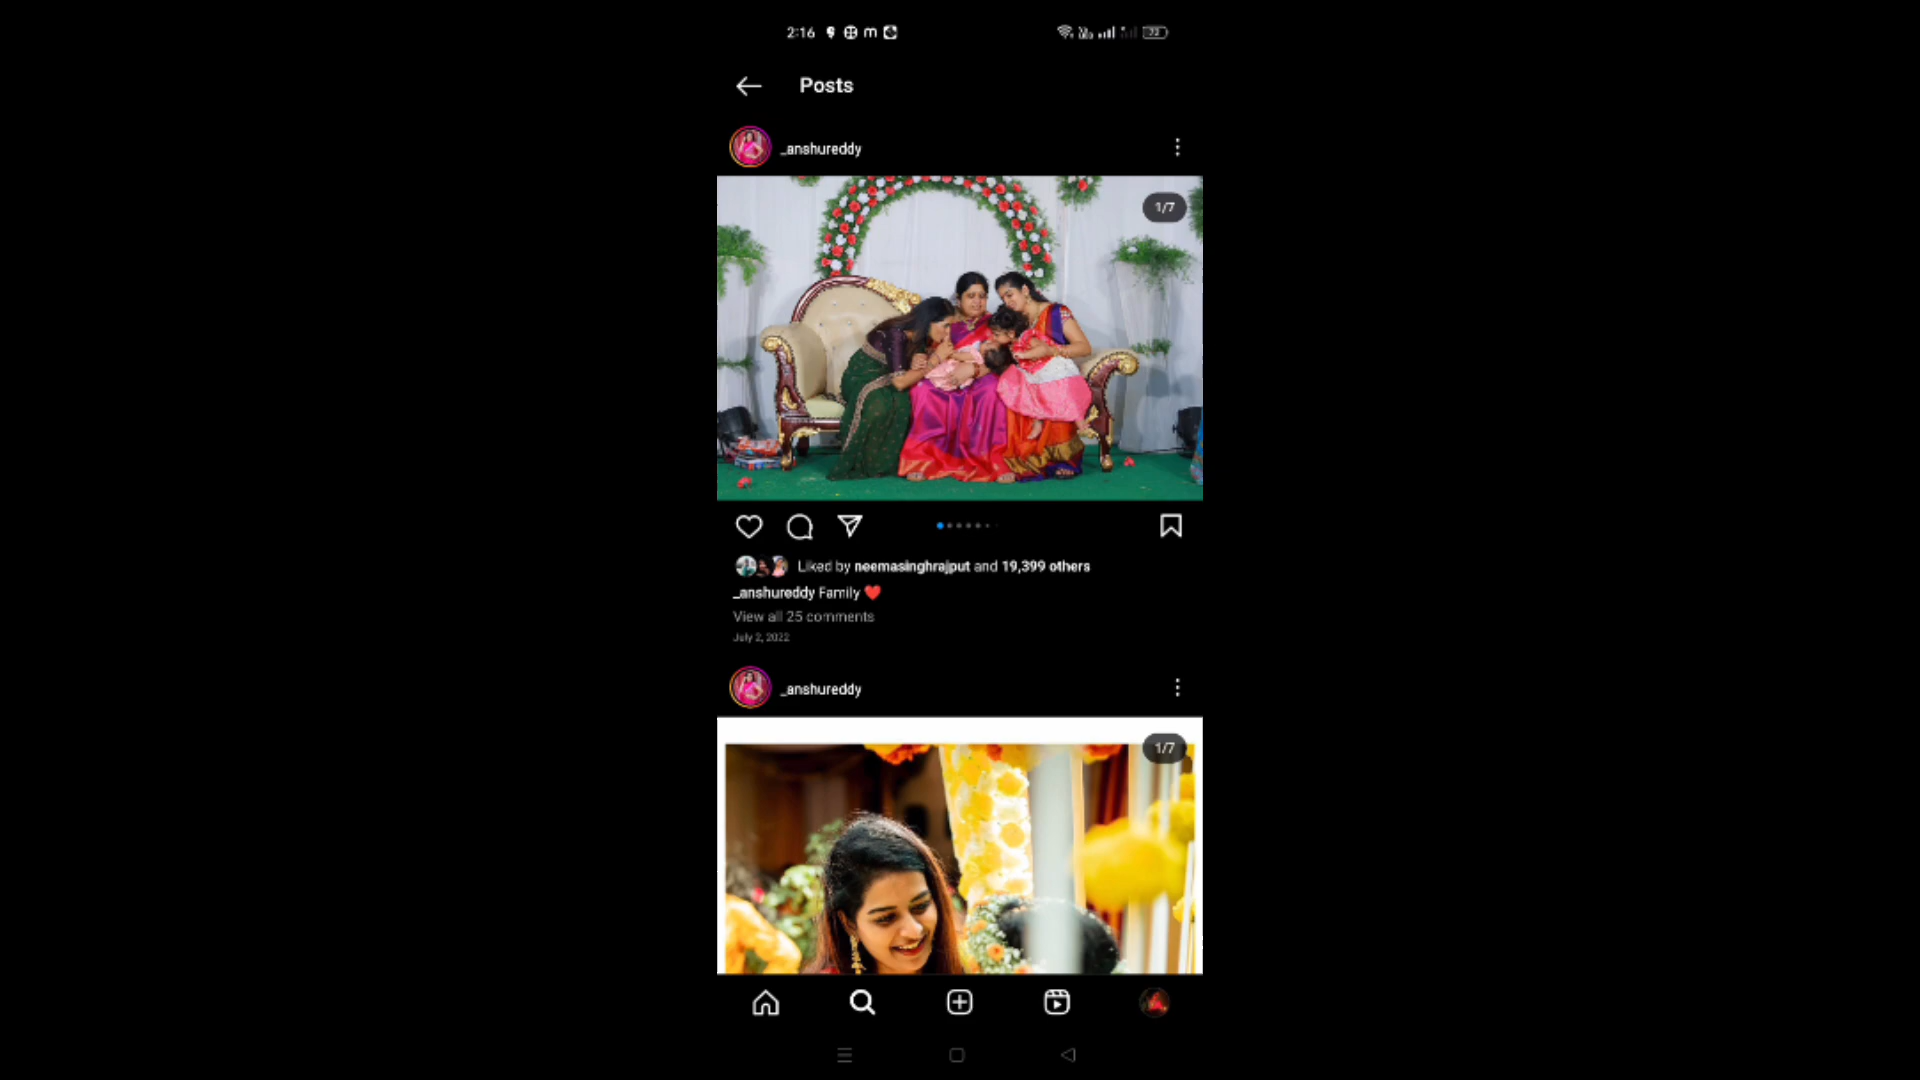 2:16
72
Posts
_anshureddy
1/7
Liked by neemasinghrajput and 19,399 others
_anshureddy Family ❤️
View all 25 comments
July 2, 2022
_anshureddy
1/7